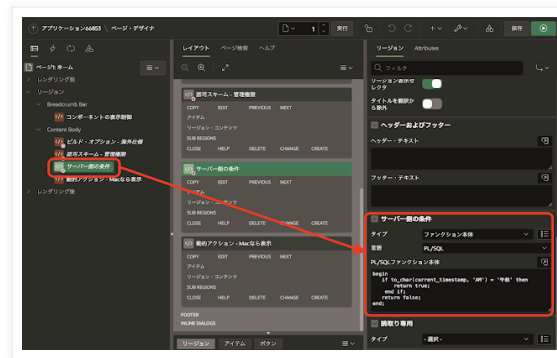 アプリケーション66853 \ ページ・デザイナ
1
実行
保存
レイアウト
ページ検索
ヘルプ
リージョン
Attributes
ページ1: ホーム
レンダリング前
リージョン
Breadcrumb Bar
コンポーネントの表示制御
Content Body
ビルド・オプション - 海外仕様
認可スキーム - 管理権限
サーバー側の条件
動的アクション - Macなら表示
レンダリング後
認可スキーム - 管理権限
COPY EDIT PREVIOUS NEXT
アイテム
リージョン・コンテンツ
SUB REGIONS
CLOSE HELP DELETE CHANGE CREATE
サーバー側の条件
COPY EDIT PREVIOUS NEXT
アイテム
リージョン・コンテンツ
SUB REGIONS
CLOSE HELP DELETE CHANGE CREATE
動的アクション - Macなら表示
COPY EDIT PREVIOUS NEXT
アイテム
リージョン・コンテンツ
SUB REGIONS
CLOSE HELP DELETE CHANGE CREATE
FOOTER
INLINE DIALOGS
リージョン
アイテム
ボタン
フィルタ
リージョン表示セ
レクタ
タイトルを翻訳か
ら除外
ヘッダーおよびフッター
ヘッダー・テキスト
フッター・テキスト
サーバー側の条件
タイプ
ファンクション本体
言語
PL/SQL
PL/SQLファンクション本体
begin
if to_char(current_timestamp, 'AM') = '午前' then
return true;
end if;
return false;
end;
読取り専用
タイプ
- 選択 -